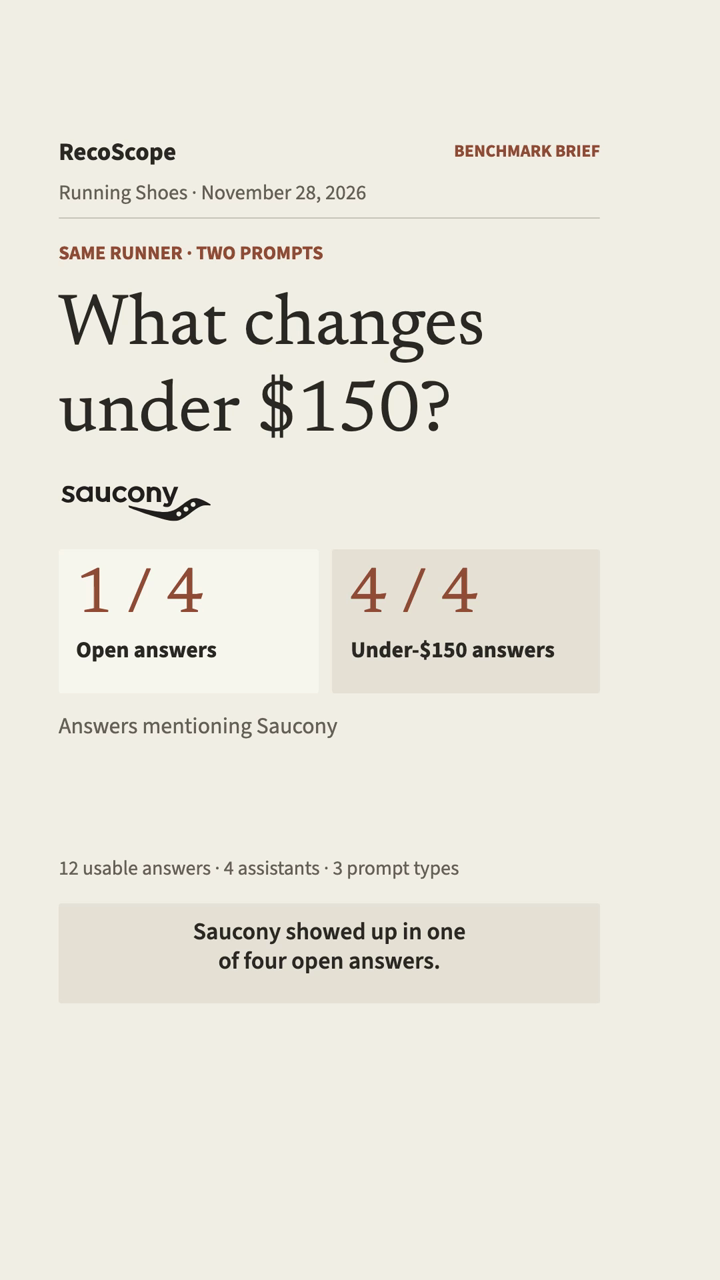 RecoScope
BENCHMARK BRIEF
Running Shoes · November 28, 2026
SAME RUNNER · TWO PROMPTS
What changes
under $150?
saucony
1 / 4
Open answers
4 / 4
Under-$150 answers
Answers mentioning Saucony
12 usable answers · 4 assistants · 3 prompt types
Saucony showed up in one
of four open answers.